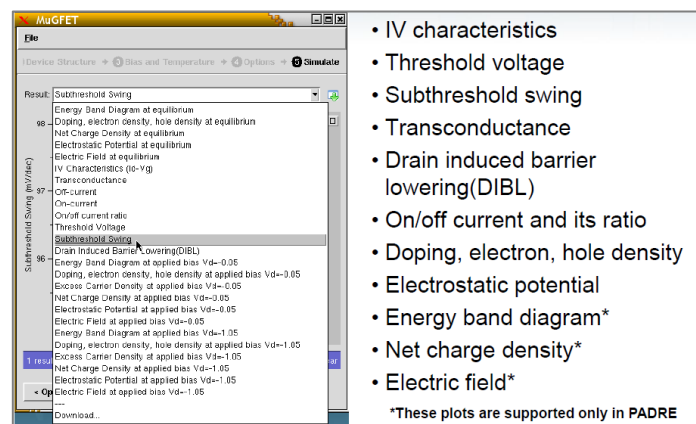 MuGFET
File
Device Structure → 3 Bias and Temperature → 4 Options → 5 Simulate
Result: Subthreshold Swing
Energy Band Diagram at equilibrium
Doping, electron density, hole density at equilibrium
Net Charge Density at equilibrium
Electrostatic Potential at equilibrium
Electric Field at equilibrium
IV Characteristics (Id-Vg)
Transconductance
Off-current
On-current
On/off current ratio
Threshold Voltage
Subthreshold Swing
Drain Induced Barrier Lowering(DIBL)
Energy Band Diagram at applied bias Vd=-0.05
Doping, electron density, hole density at applied bias Vd=-0.05
Excess Carrier Density at applied bias Vd=-0.05
Net Charge Density at applied bias Vd=-0.05
Electrostatic Potential at applied bias Vd=-0.05
Electric Field at applied bias Vd=-0.05
Energy Band Diagram at applied bias Vd=-1.05
Doping, electron density, hole density at applied bias Vd=-1.05
Excess Carrier Density at applied bias Vd=-1.05
Net Charge Density at applied bias Vd=-1.05
Electrostatic Potential at applied bias Vd=-1.05
Electric Field at applied bias Vd=-1.05
---
Download...
Subthreshold Swing (mV/dec)
98
97
96
1 resul
< Op
• IV characteristics
• Threshold voltage
• Subthreshold swing
• Transconductance
• Drain induced barrier
lowering(DIBL)
• On/off current and its ratio
• Doping, electron, hole density
• Electrostatic potential
• Energy band diagram*
• Net charge density*
• Electric field*
*These plots are supported only in PADRE